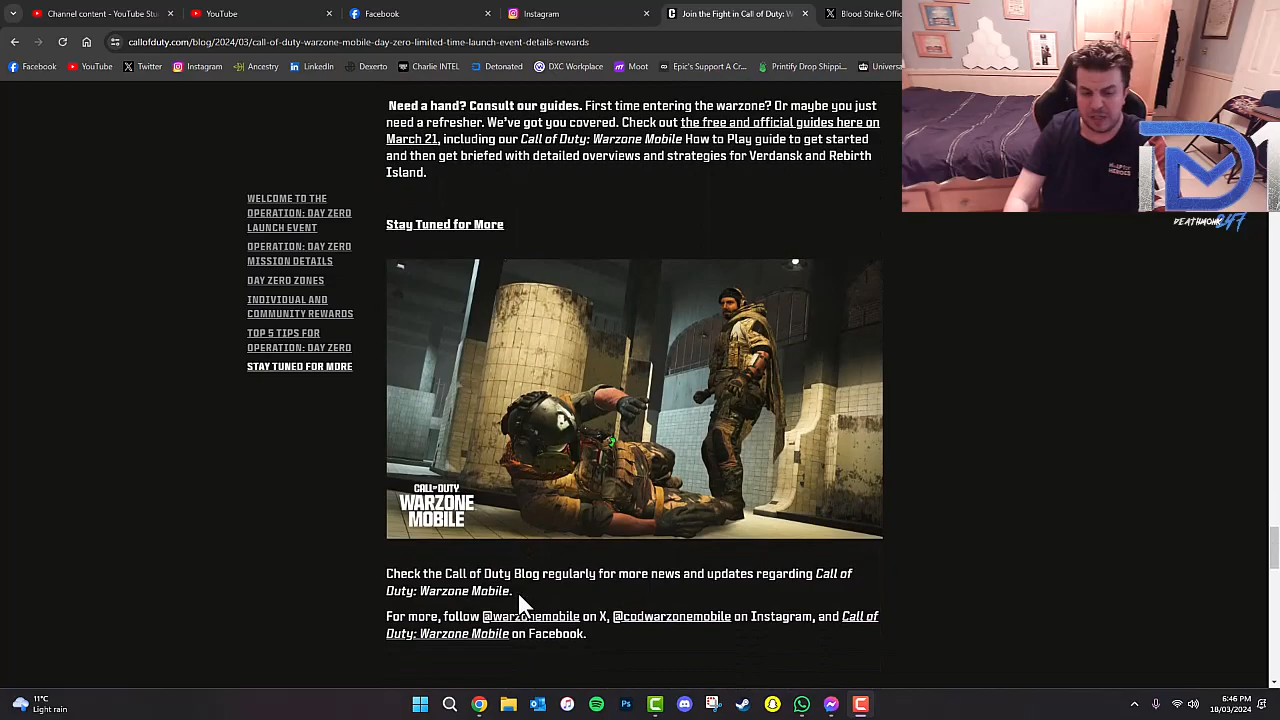 Channel content - YouTube Stu
YouTube
Facebook
Instagram
Join the Fight in Call of Duty: W
Blood Strike Offi
callofduty.com/blog/2024/03/call-of-duty-warzone-mobile-day-zero-limited-time-launch-event-details-rewards
Facebook YouTube Twitter Instagram Ancestry LinkedIn Dexerto Charlie INTEL Detonated DXC Workplace Moot Epic's Support A Cr... Printify Drop Shippi... Univers
Need a hand? Consult our guides. First time entering the warzone? Or maybe you just
need a refresher. We've got you covered. Check out the free and official guides here on
March 21, including our Call of Duty: Warzone Mobile How to Play guide to get started
and then get briefed with detailed overviews and strategies for Verdansk and Rebirth
Island.
WELCOME TO THE
OPERATION: DAY ZERO
LAUNCH EVENT
OPERATION: DAY ZERO
MISSION DETAILS
DAY ZERO ZONES
INDIVIDUAL AND
COMMUNITY REWARDS
TOP 5 TIPS FOR
OPERATION: DAY ZERO
STAY TUNED FOR MORE
Stay Tuned for More
CALL OF DUTY
WARZONE
MOBILE
Check the Call of Duty Blog regularly for more news and updates regarding Call of
Duty: Warzone Mobile.
For more, follow @warzonemobile on X, @codwarzonemobile on Instagram, and Call of
Duty: Warzone Mobile on Facebook.
HEROES
DM
DEATHMONK
247
11°C
Light rain
6:46 PM
18/03/2024